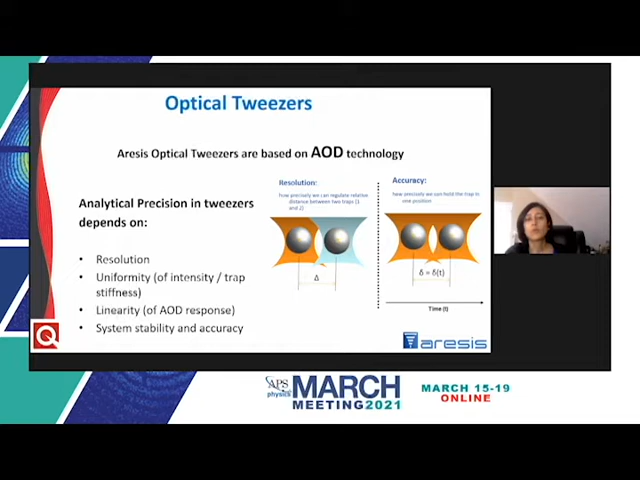 Optical Tweezers
Aresis Optical Tweezers are based on AOD technology
Analytical Precision in tweezers
depends on:
• Resolution
• Uniformity (of intensity / trap
stiffness)
• Linearity (of AOD response)
• System stability and accuracy
Resolution:
how precisely we can regulate relative
distance between two traps (1
and 2)
Δ
Accuracy:
how precisely we can hold the trap in
one position
δ = δ(t)
Time (t)
Q
aresis
APS
physics
MARCH
MEETING2021
MARCH 15-19
ONLINE